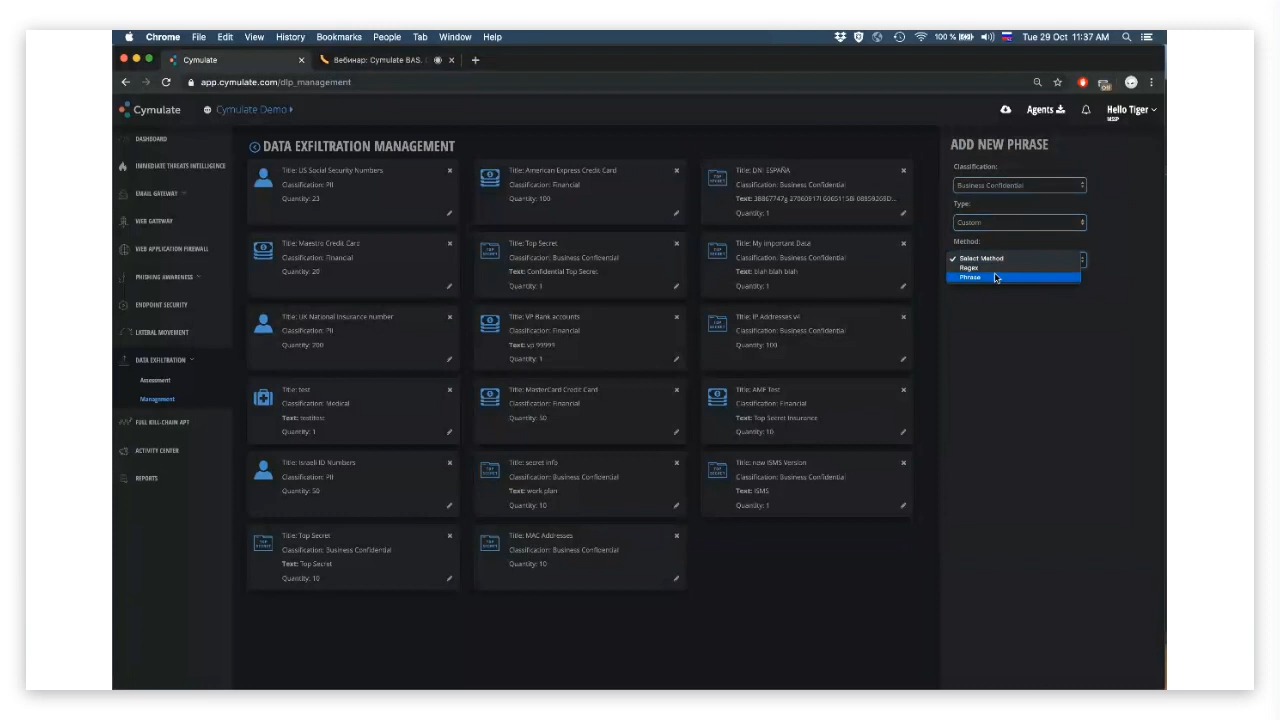 Chrome File Edit View History Bookmarks People Tab Window Help
100 % Tue 29 Oct 11:37 AM
Cymulate
Вебинар: Cymulate BAS.
app.cymulate.com/dlp_management
Cymulate
Cymulate Demo
Agents
Hello Tiger
MSSP
DASHBOARD
IMMEDIATE THREATS INTELLIGENCE
EMAIL GATEWAY
WEB GATEWAY
WEB APPLICATION FIREWALL
PHISHING AWARENESS
ENDPOINT SECURITY
LATERAL MOVEMENT
DATA EXFILTRATION
Assessment
Management
FULL KILL-CHAIN APT
ACTIVITY CENTER
REPORTS
DATA EXFILTRATION MANAGEMENT
Title: US Social Security Numbers
Classification: PII
Quantity: 23
Title: American Express Credit Card
Classification: Financial
Quantity: 100
Title: DNI ESPAÑA
Classification: Business Confidential
Text:
Quantity: 1
Title: Maestro Credit Card
Classification: Financial
Quantity: 20
Title: Top Secret
Classification: Business Confidential
Text: Confidential Top Secret
Quantity: 1
Title: My Important Data
Classification: Business Confidential
Text: blah blah blah
Quantity: 1
Title: UK National Insurance number
Classification: PII
Quantity: 200
Title: VP Bank accounts
Classification: Financial
Text: vp 99991
Quantity: 1
Title: IP Addresses v4
Classification: Business Confidential
Quantity: 100
Title: test
Classification: Medical
Text:
Quantity: 1
Title: MasterCard Credit Card
Classification: Financial
Quantity: 50
Title: AMF Test
Classification: Financial
Text: Top Secret Insurance
Quantity: 10
Title: Israeli ID Numbers
Classification: PII
Quantity: 50
Title: secret info
Classification: Business Confidential
Text: work plan
Quantity: 10
Title: new ISMS Version
Classification: Business Confidential
Text: ISMS
Quantity: 1
Title: Top Secret
Classification: Business Confidential
Text: Top Secret
Quantity: 10
Title: MAC Addresses
Classification: Business Confidential
Quantity: 10
ADD NEW PHRASE
Classification:
Business Confidential
Type:
Custom
Method:
Select Method
Regex
Phrase